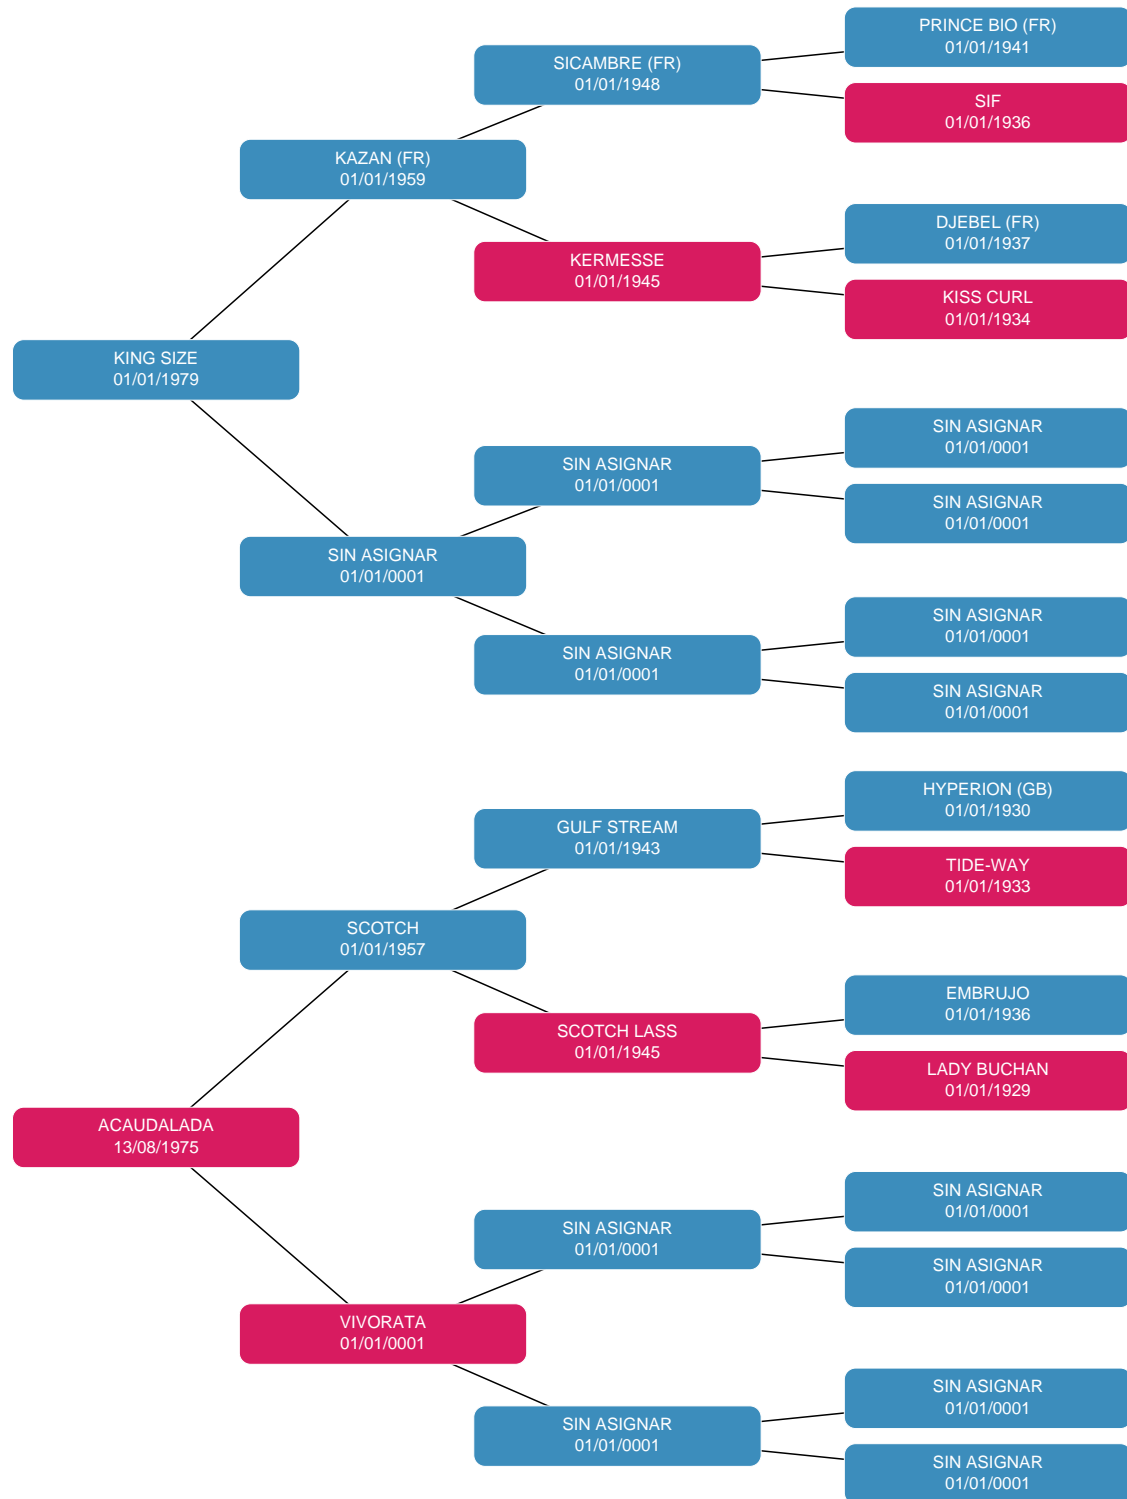 PRINCE BIO (FR)
01/01/1941
SICAMBRE (FR)
01/01/1948
SIF
01/01/1936
KAZAN (FR)
01/01/1959
DJEBEL (FR)
01/01/1937
KERMESSE
01/01/1945
KISS CURL
01/01/1934
KING SIZE
01/01/1979
SIN ASIGNAR
01/01/0001
SIN ASIGNAR
01/01/0001
SIN ASIGNAR
01/01/0001
SIN ASIGNAR
01/01/0001
SIN ASIGNAR
01/01/0001
SIN ASIGNAR
01/01/0001
SIN ASIGNAR
01/01/0001
HYPERION (GB)
01/01/1930
GULF STREAM
01/01/1943
TIDE-WAY
01/01/1933
SCOTCH
01/01/1957
EMBRUJO
01/01/1936
SCOTCH LASS
01/01/1945
LADY BUCHAN
01/01/1929
ACAUDALADA
13/08/1975
SIN ASIGNAR
01/01/0001
SIN ASIGNAR
01/01/0001
SIN ASIGNAR
01/01/0001
VIVORATA
01/01/0001
SIN ASIGNAR
01/01/0001
SIN ASIGNAR
01/01/0001
SIN ASIGNAR
01/01/0001